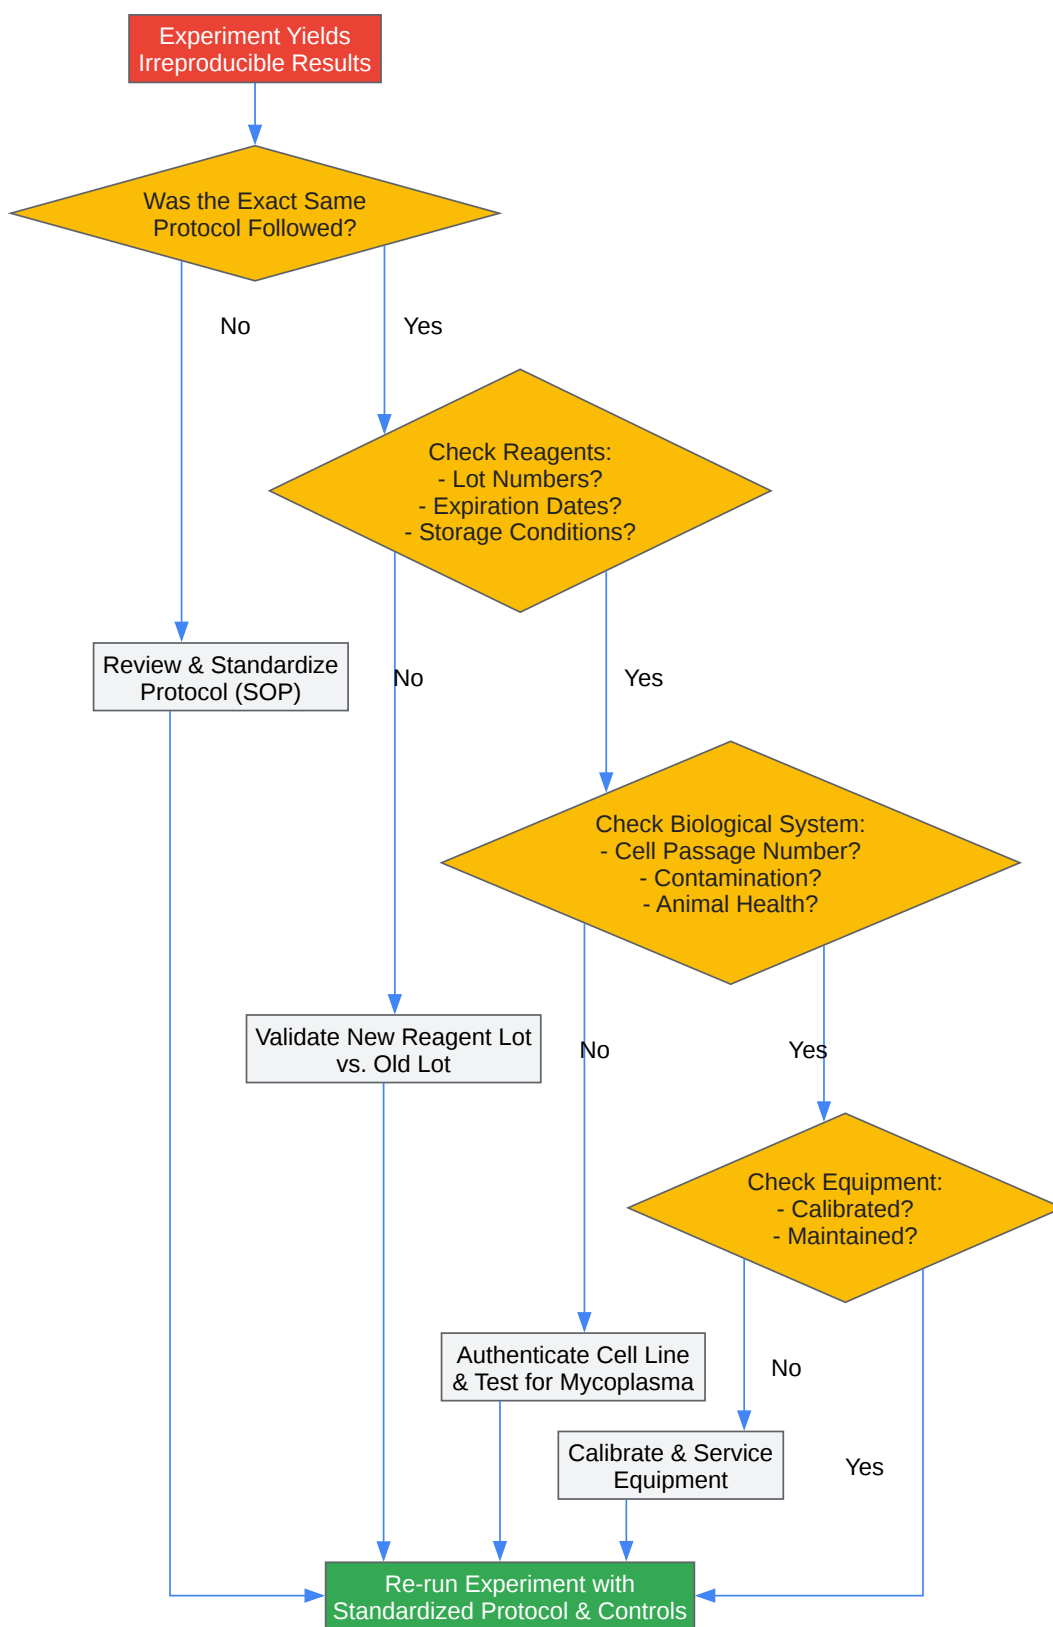 Experiment Yields
Irreproducible Results
Was the Exact Same
Protocol Followed?
No
Yes
Check Reagents:
- Lot Numbers?
- Expiration Dates?
- Storage Conditions?
Review & Standardize
Protocol (SOP)
No
Yes
Check Biological System:
- Cell Passage Number?
- Contamination?
- Animal Health?
Validate New Reagent Lot
vs. Old Lot
No
Yes
Check Equipment:
- Calibrated?
- Maintained?
Authenticate Cell Line
& Test for Mycoplasma
No
Calibrate & Service
Equipment
Yes
Re-run Experiment with
Standardized Protocol & Controls